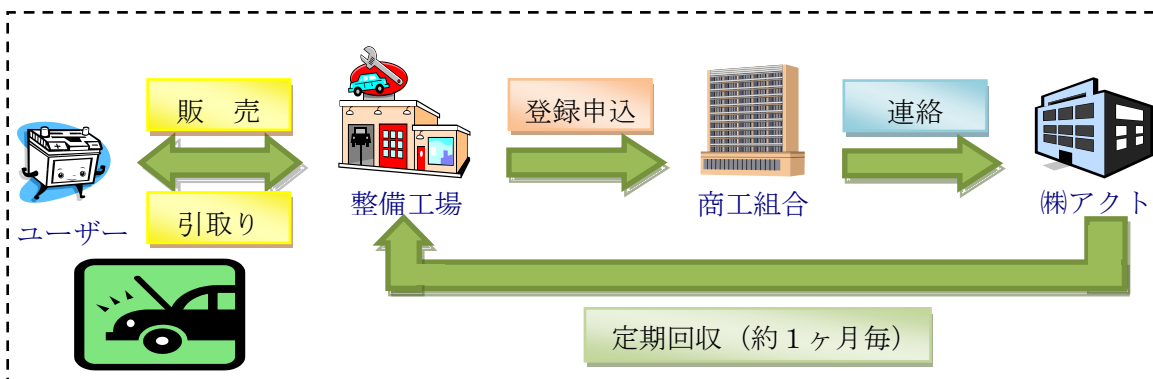 販　売
登録申込
連絡
整備工場
商工組合
㈱アクト
引取り
ユーザー
定期回収（約１ヶ月毎）